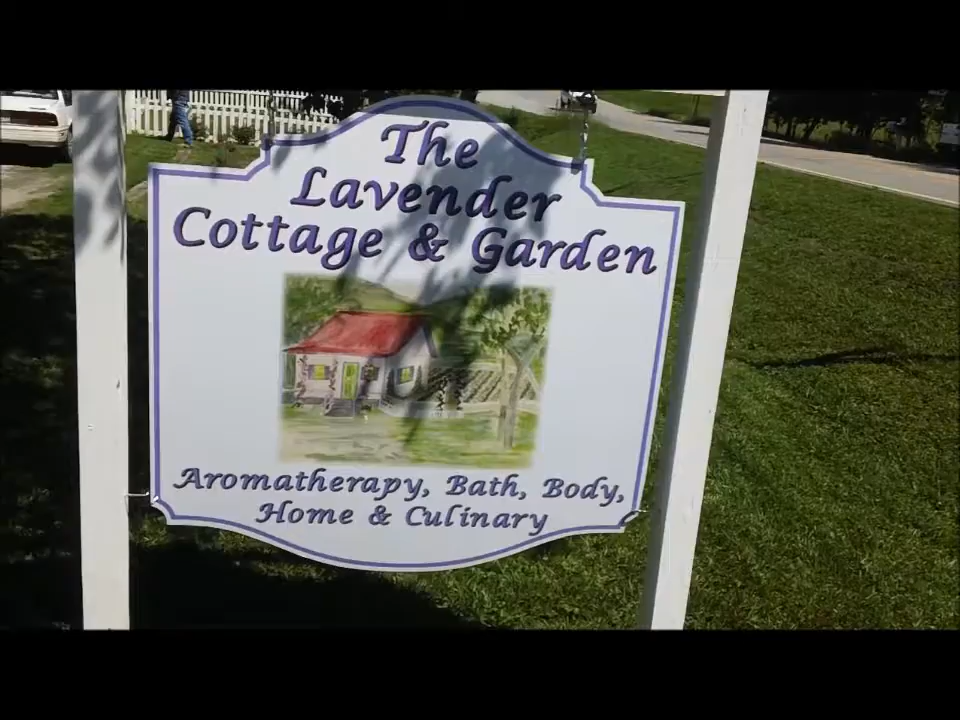 The
Lavender
Cottage & Garden
Aromatherapy, Bath, Body,
Home & Culinary